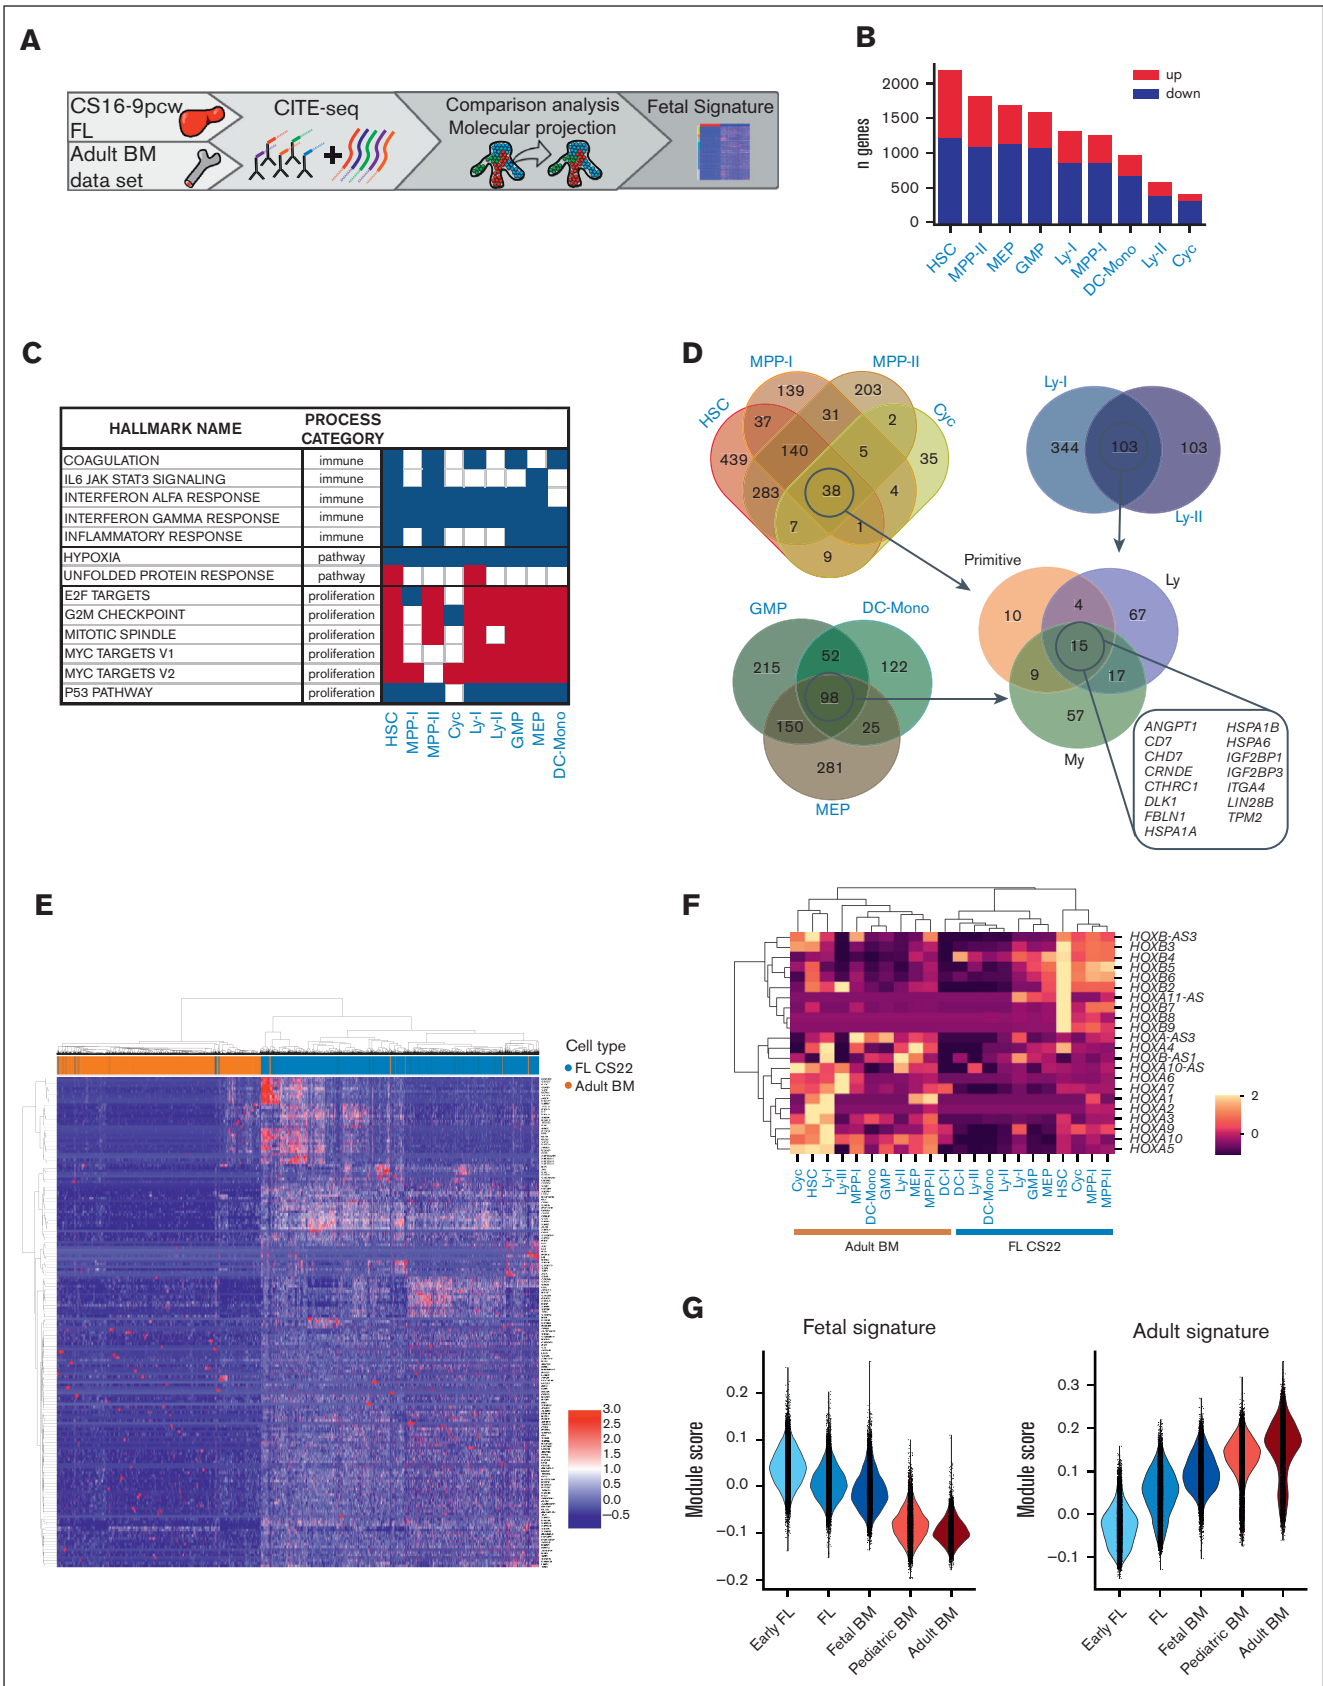 A
CS16-9pcw
FL
Adult BM
data set
CITE-seq
Comparison analysis
Molecular projection
Fetal Signature
B
n genes
2000
1500
1000
500
0
up
down
HSC
MPP-II
MEP
GMP
Ly-I
MPP-I
DC-Mono
Ly-II
Cyc
C
HALLMARK NAME
PROCESS
CATEGORY
COAGULATION immune
IL6 JAK STAT3 SIGNALING immune
INTERFERON ALFA RESPONSE immune
INTERFERON GAMMA RESPONSE immune
INFLAMMATORY RESPONSE immune
HYPOXIA pathway
UNFOLDED PROTEIN RESPONSE pathway
E2F TARGETS proliferation
G2M CHECKPOINT proliferation
MITOTIC SPINDLE proliferation
MYC TARGETS V1 proliferation
MYC TARGETS V2 proliferation
P53 PATHWAY proliferation
HSC
MPP-I
MPP-II
Cyc
Ly-I
Ly-II
GMP
MEP
DC-Mono
D
MPP-I
MPP-II
HSC
Cyc
139
203
37
31
2
439
140
5
35
283
38
4
7
1
9
Ly-I
344
103
103
Ly-II
GMP
DC-Mono
215
52
122
98
150
25
281
MEP
Primitive
Ly
10
4
67
15
9
17
57
My
ANGPT1
CD7
CHD7
CRNDE
CTHRC1
DLK1
FBLN1
HSPA1A
HSPA1B
HSPA6
IGF2BP1
IGF2BP3
ITGA4
LIN28B
TPM2
E
Cell type
FL CS22
Adult BM
3.0
2.5
2.0
1.5
1.0
0.5
0.0
−0.5
F
HOXB-AS3
HOXB3
HOXB4
HOXB5
HOXB6
HOXB2
HOXA11-AS
HOXB7
HOXB8
HOXB9
HOXA-AS3
HOXA4
HOXB-AS1
HOXA10-AS
HOXA6
HOXA7
HOXA1
HOXA2
HOXA3
HOXA9
HOXA10
HOXA5
2
0
Cyc
HSC
Ly-I
Ly-III
MPP-I
DC-Mono
GMP
Ly-II
MEP
MPP-II
DC-I
DC-I
Ly-III
DC-Mono
Ly-II
Ly-I
GMP
MEP
HSC
Cyc
MPP-I
MPP-II
Adult BM
FL CS22
G
Fetal signature
Module score
0.2
0.1
0.0
−0.1
−0.2
Early FL
FL
Fetal BM
Pediatric BM
Adult BM
Adult signature
Module score
0.3
0.2
0.1
0.0
−0.1
Early FL
FL
Fetal BM
Pediatric BM
Adult BM